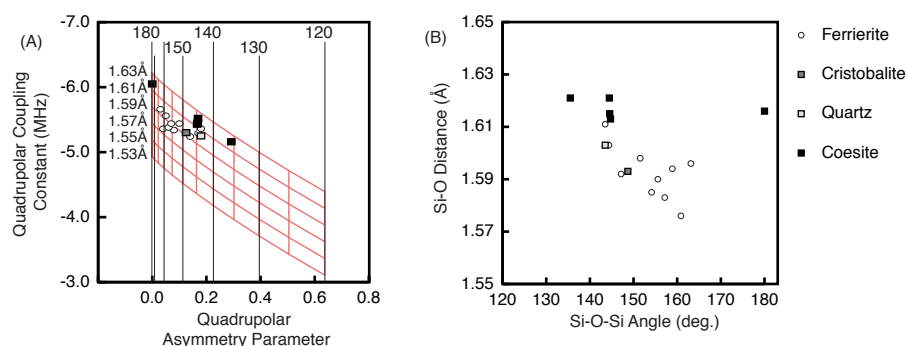 (A)
180
150
140
130
120
-7.0
-6.0
-5.0
-4.0
-3.0
1.63Å
1.61Å
1.59Å
1.57Å
1.55Å
1.53Å
Quadrupolar Coupling
Constant (MHz)
0.0
0.2
0.4
0.6
0.8
Quadrupolar
Asymmetry Parameter
(B)
1.65
1.63
1.61
1.59
1.57
1.55
Si-O Distance (Å)
120
130
140
150
160
170
180
Si-O-Si Angle (deg.)
Ferrierite
Cristobalite
Quartz
Coesite